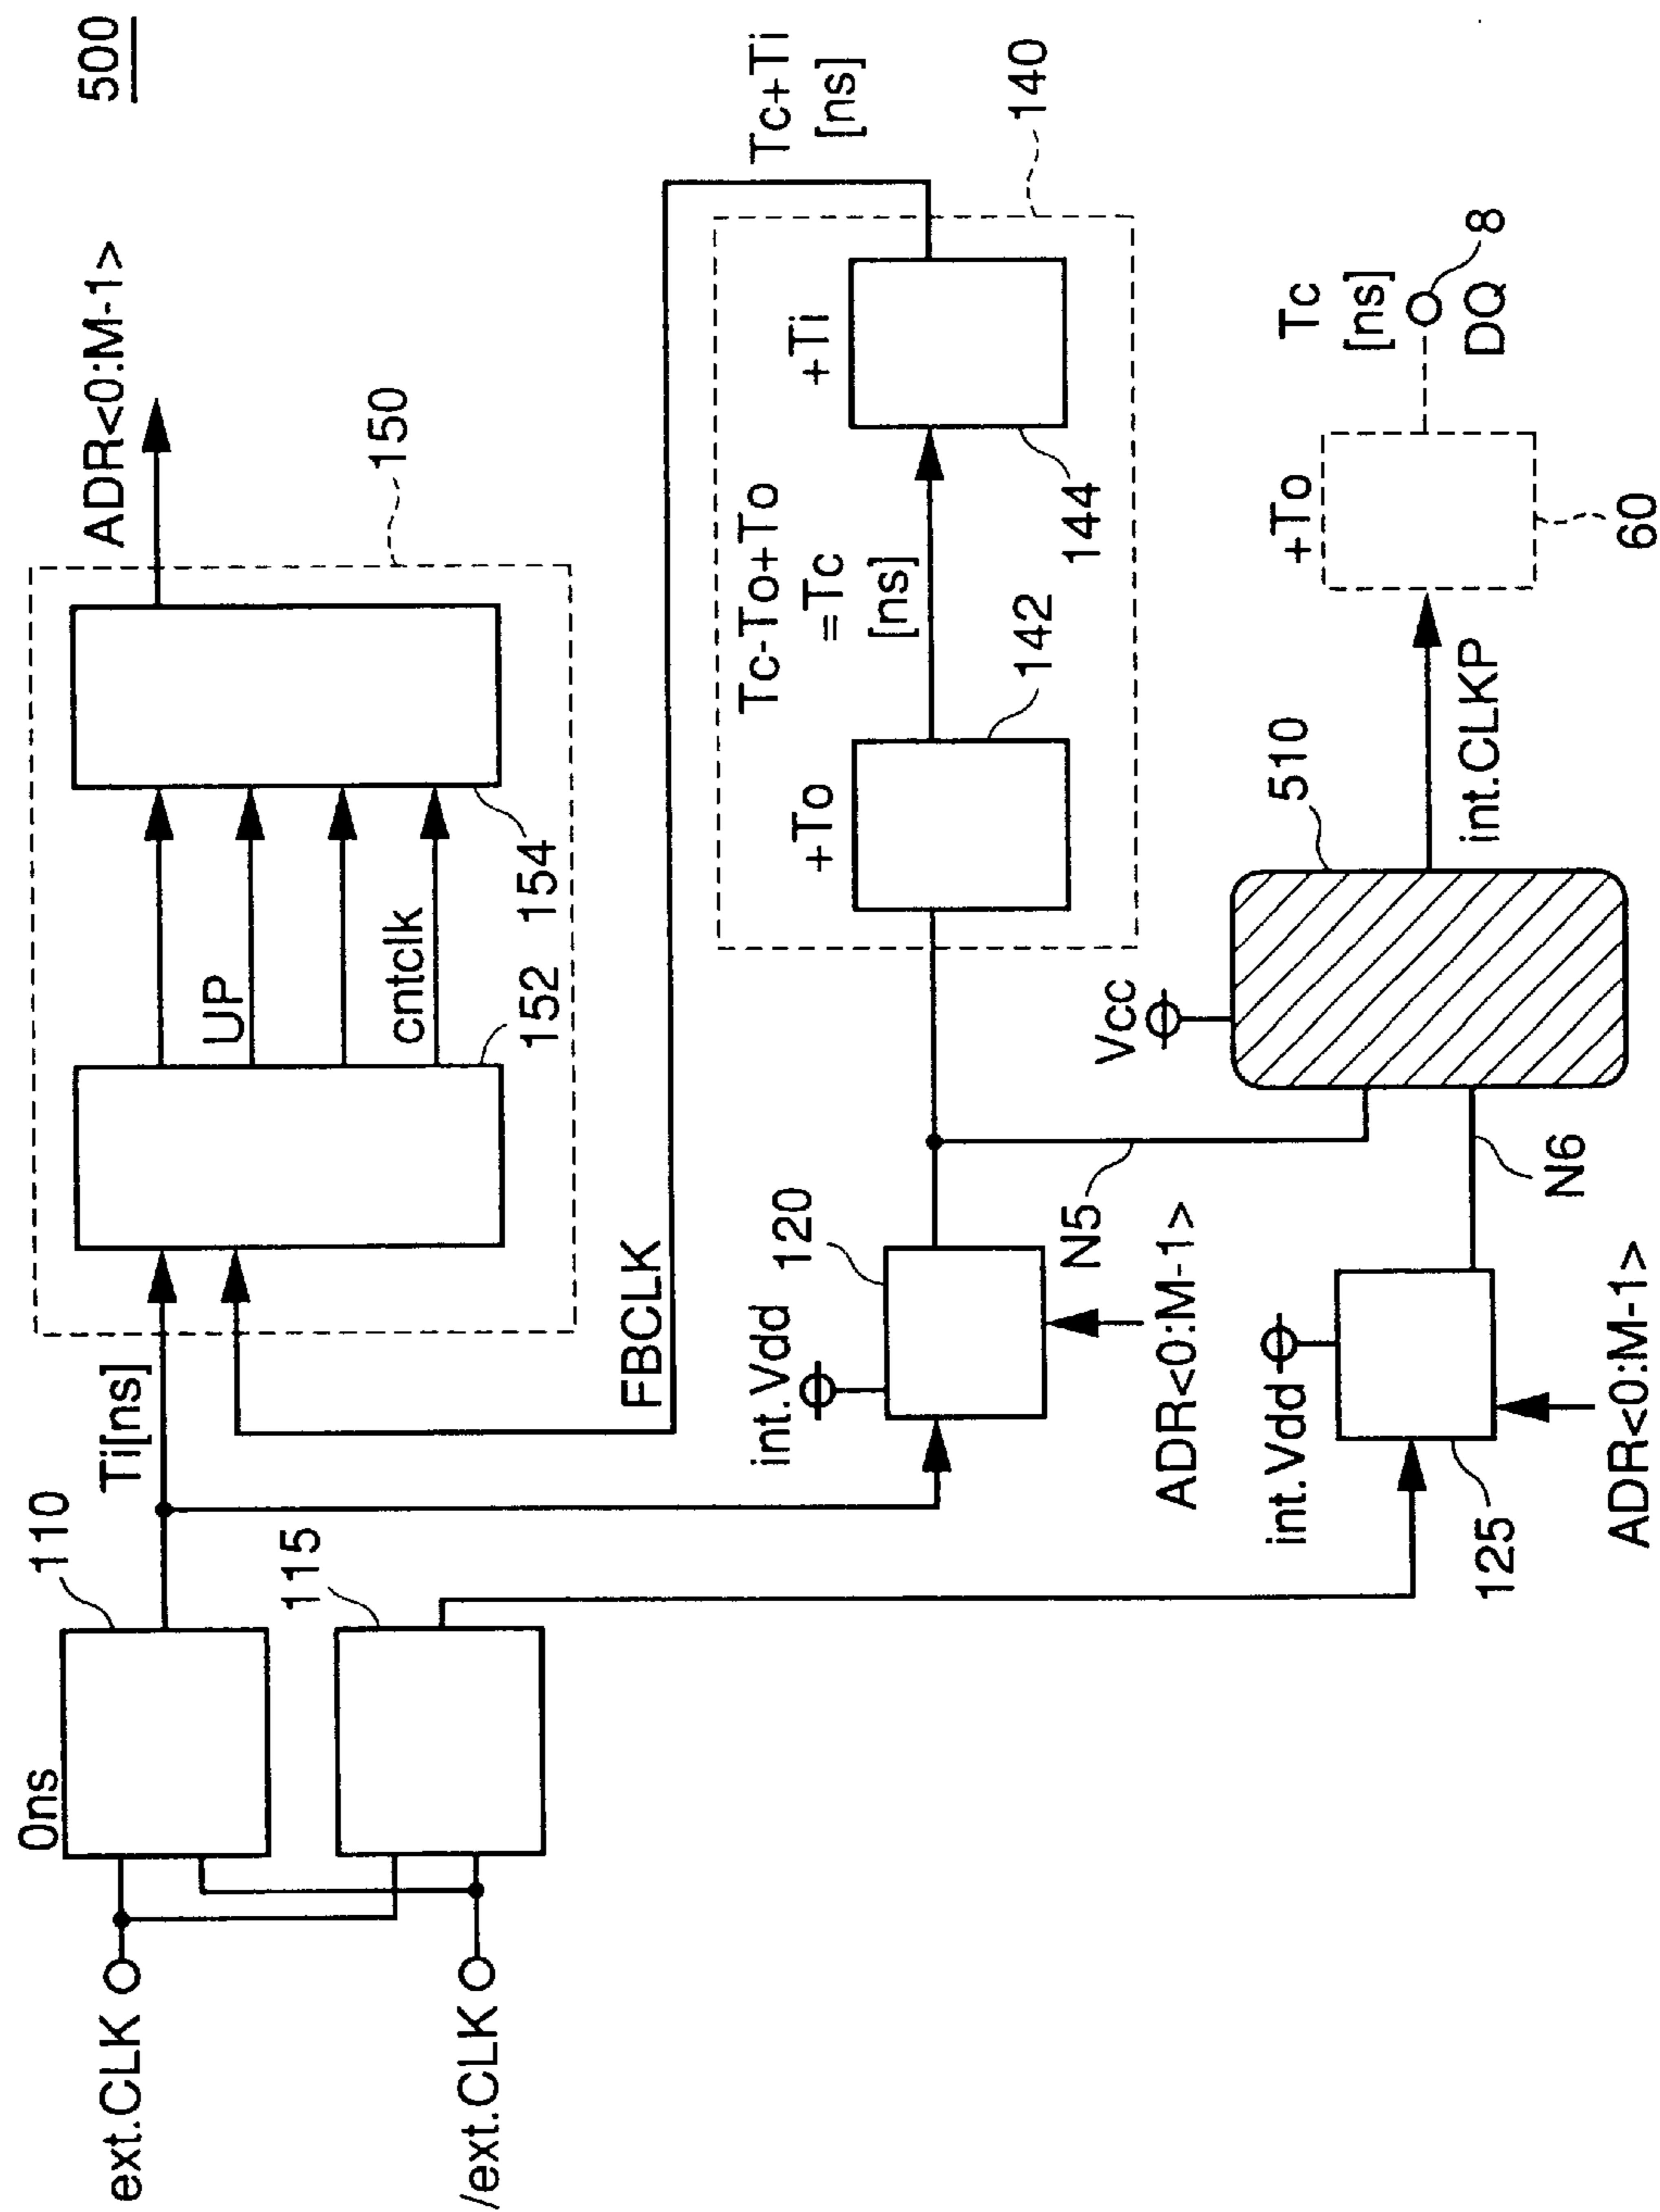 500
ADR<0:M-1>
150
154
UP
cntclk
152
Ti[ns]
110
0ns
115
ext.CLK
/ext.CLK
FBCLK
Tc+Ti
[ns]
140
+Ti
144
Tc-To+To
=Tc
[ns]
142
+To
120
int.Vdd
ADR<0:M-1>
N5
Vcc
510
int.CLKP
+To
60
Tc
[ns]
8
DQ
N6
int.Vdd
125
ADR<0:M-1>